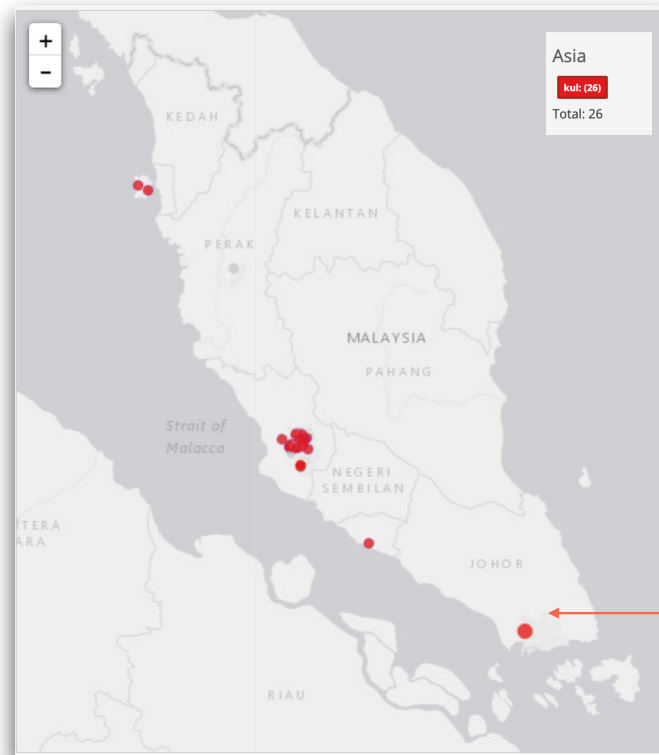 +
−
Asia
kul: (26)
Total: 26
KEDAH
KELANTAN
PERAK
MALAYSIA
PAHANG
Strait of
Malacca
NEGERI
SEMBILAN
TERA
ARA
JOHOR
RIAU